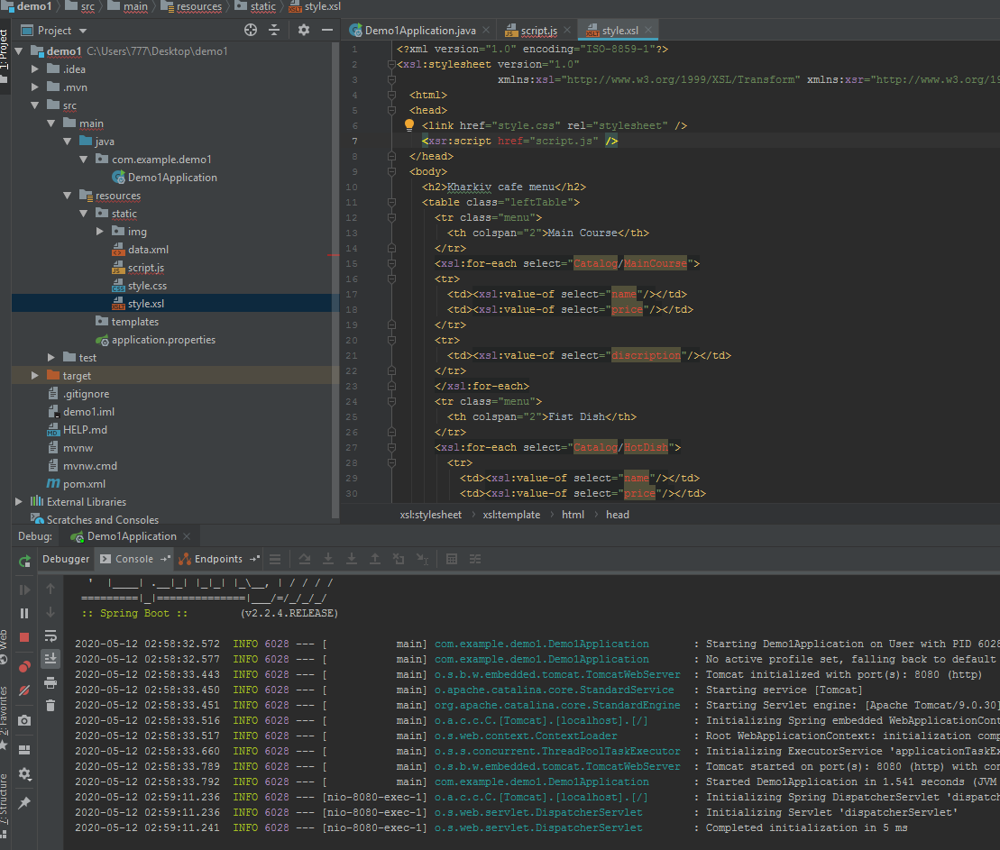 demo1 src main resources static style.xsl
Project
Demo1Application.java script.js style.xsl
1: Project
demo1 C:\Users\777\Desktop\demo1
.idea
.mvn
src
main
java
com.example.demo1
Demo1Application
resources
static
img
data.xml
script.js
style.css
style.xsl
templates
application.properties
test
target
.gitignore
demo1.iml
HELP.md
mvnw
mvnw.cmd
pom.xml
External Libraries
Scratches and Consoles
1 <?xml version="1.0" encoding="ISO-8859-1"?>
2 <xsl:stylesheet version="1.0"
3 xmlns:xsl="http://www.w3.org/1999/XSL/Transform" xmlns:xsr="http://www.w3.org/19
4 <html>
5 <head>
6 <link href="style.css" rel="stylesheet" />
7 <xsr:script href="script.js" />
8 </head>
9 <body>
10 <h2>Kharkiv cafe menu</h2>
11 <table class="leftTable">
12 <tr class="menu">
13 <th colspan="2">Main Course</th>
14 </tr>
15 <xsl:for-each select="Catalog/MainCourse">
16 <tr>
17 <td><xsl:value-of select="name"/></td>
18 <td><xsl:value-of select="price"/></td>
19 </tr>
20 <tr>
21 <td><xsl:value-of select="discription"/></td>
22 </tr>
23 </xsl:for-each>
24 <tr class="menu">
25 <th colspan="2">Fist Dish</th>
26 </tr>
27 <xsl:for-each select="Catalog/HotDish">
28 <tr>
29 <td><xsl:value-of select="name"/></td>
30 <td><xsl:value-of select="price"/></td>
xsl:stylesheet xsl:template html head
Debug: Demo1Application
Debugger Console Endpoints
Web
2: Favorites
7: Structure
' |____| .__|_| |_|_| |_\__, | / / / /
=========|_|==============|___/=/_/_/_/
:: Spring Boot :: (v2.2.4.RELEASE)
2020-05-12 02:58:32.572 INFO 6028 --- [ main] com.example.demo1.Demo1Application : Starting Demo1Application on User with PID 6028
2020-05-12 02:58:32.577 INFO 6028 --- [ main] com.example.demo1.Demo1Application : No active profile set, falling back to default
2020-05-12 02:58:33.443 INFO 6028 --- [ main] o.s.b.w.embedded.tomcat.TomcatWebServer : Tomcat initialized with port(s): 8080 (http)
2020-05-12 02:58:33.450 INFO 6028 --- [ main] o.apache.catalina.core.StandardService : Starting service [Tomcat]
2020-05-12 02:58:33.451 INFO 6028 --- [ main] org.apache.catalina.core.StandardEngine : Starting Servlet engine: [Apache Tomcat/9.0.30]
2020-05-12 02:58:33.516 INFO 6028 --- [ main] o.a.c.c.C.[Tomcat].[localhost].[/] : Initializing Spring embedded WebApplicationCont
2020-05-12 02:58:33.517 INFO 6028 --- [ main] o.s.web.context.ContextLoader : Root WebApplicationContext: initialization comp
2020-05-12 02:58:33.660 INFO 6028 --- [ main] o.s.s.concurrent.ThreadPoolTaskExecutor : Initializing ExecutorService 'applicationTaskEx
2020-05-12 02:58:33.789 INFO 6028 --- [ main] o.s.b.w.embedded.tomcat.TomcatWebServer : Tomcat started on port(s): 8080 (http) with con
2020-05-12 02:58:33.792 INFO 6028 --- [ main] com.example.demo1.Demo1Application : Started Demo1Application in 1.541 seconds (JVM
2020-05-12 02:59:11.236 INFO 6028 --- [nio-8080-exec-1] o.a.c.c.C.[Tomcat].[localhost].[/] : Initializing Spring DispatcherServlet 'dispatch
2020-05-12 02:59:11.236 INFO 6028 --- [nio-8080-exec-1] o.s.web.servlet.DispatcherServlet : Initializing Servlet 'dispatcherServlet'
2020-05-12 02:59:11.241 INFO 6028 --- [nio-8080-exec-1] o.s.web.servlet.DispatcherServlet : Completed initialization in 5 ms